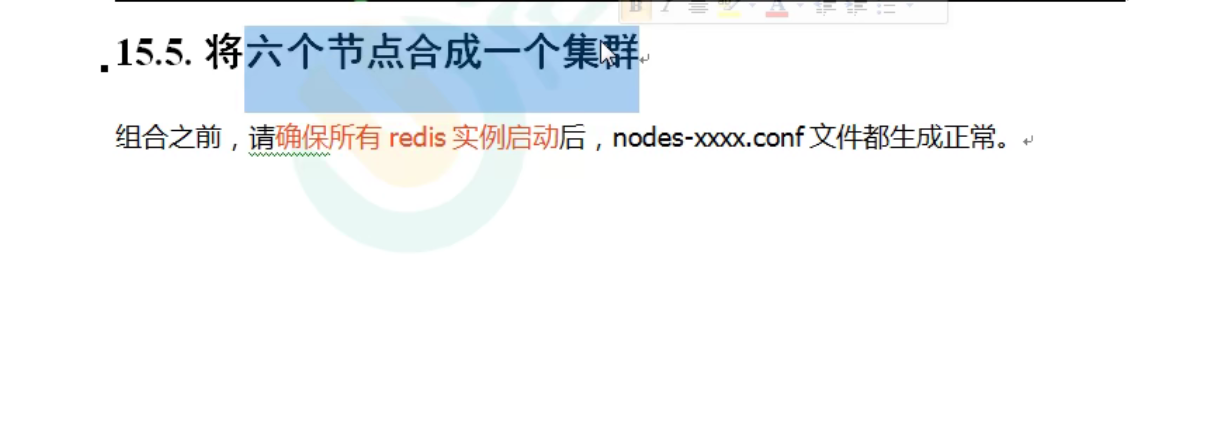 15.5. 将六个节点合成一个集群
组合之前，请确保所有 redis 实例启动后，nodes-xxxx.conf 文件都生成正常。